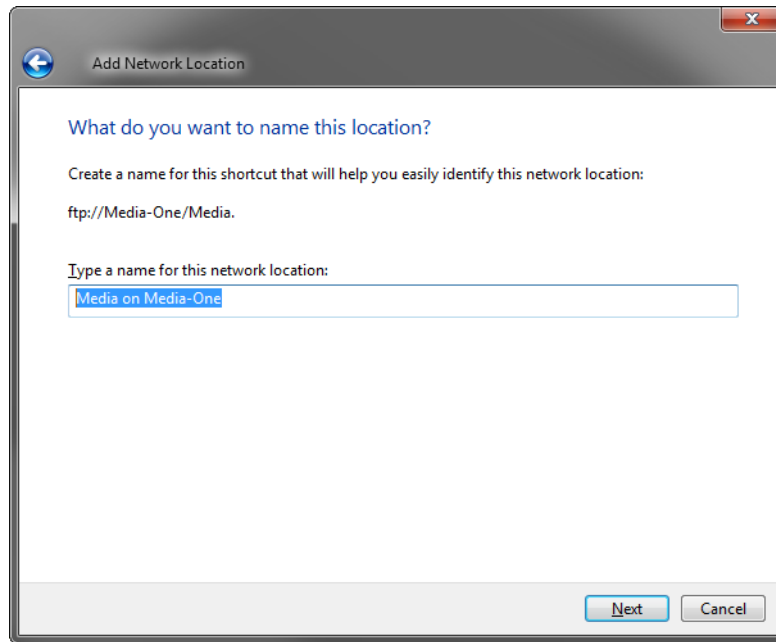 Add Network Location
What do you want to name this location?
Create a name for this shortcut that will help you easily identify this network location:
ftp://Media-One/Media.
Type a name for this network location:
Media on Media-One
Next
Cancel